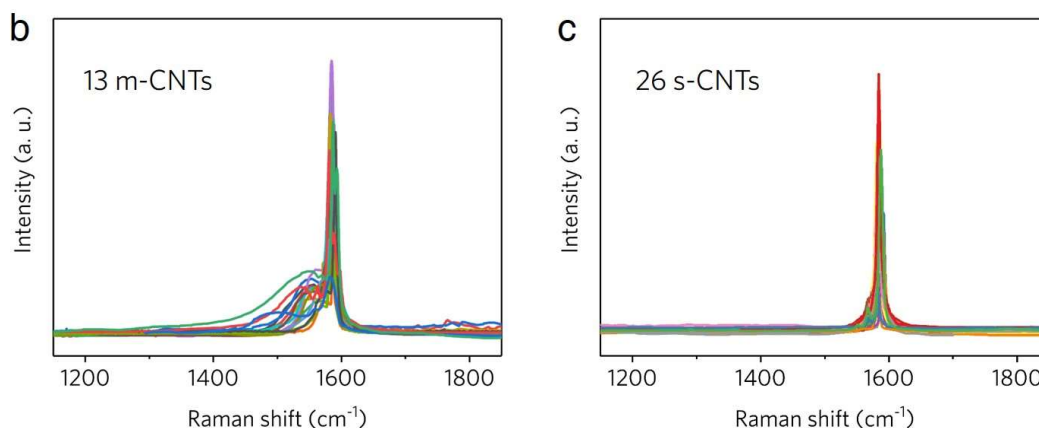 b
13 m-CNTs
Intensity (a. u.)
1200 1400 1600 1800
Raman shift (cm⁻¹)
c
26 s-CNTs
Intensity (a. u.)
1200 1400 1600 1800
Raman shift (cm⁻¹)